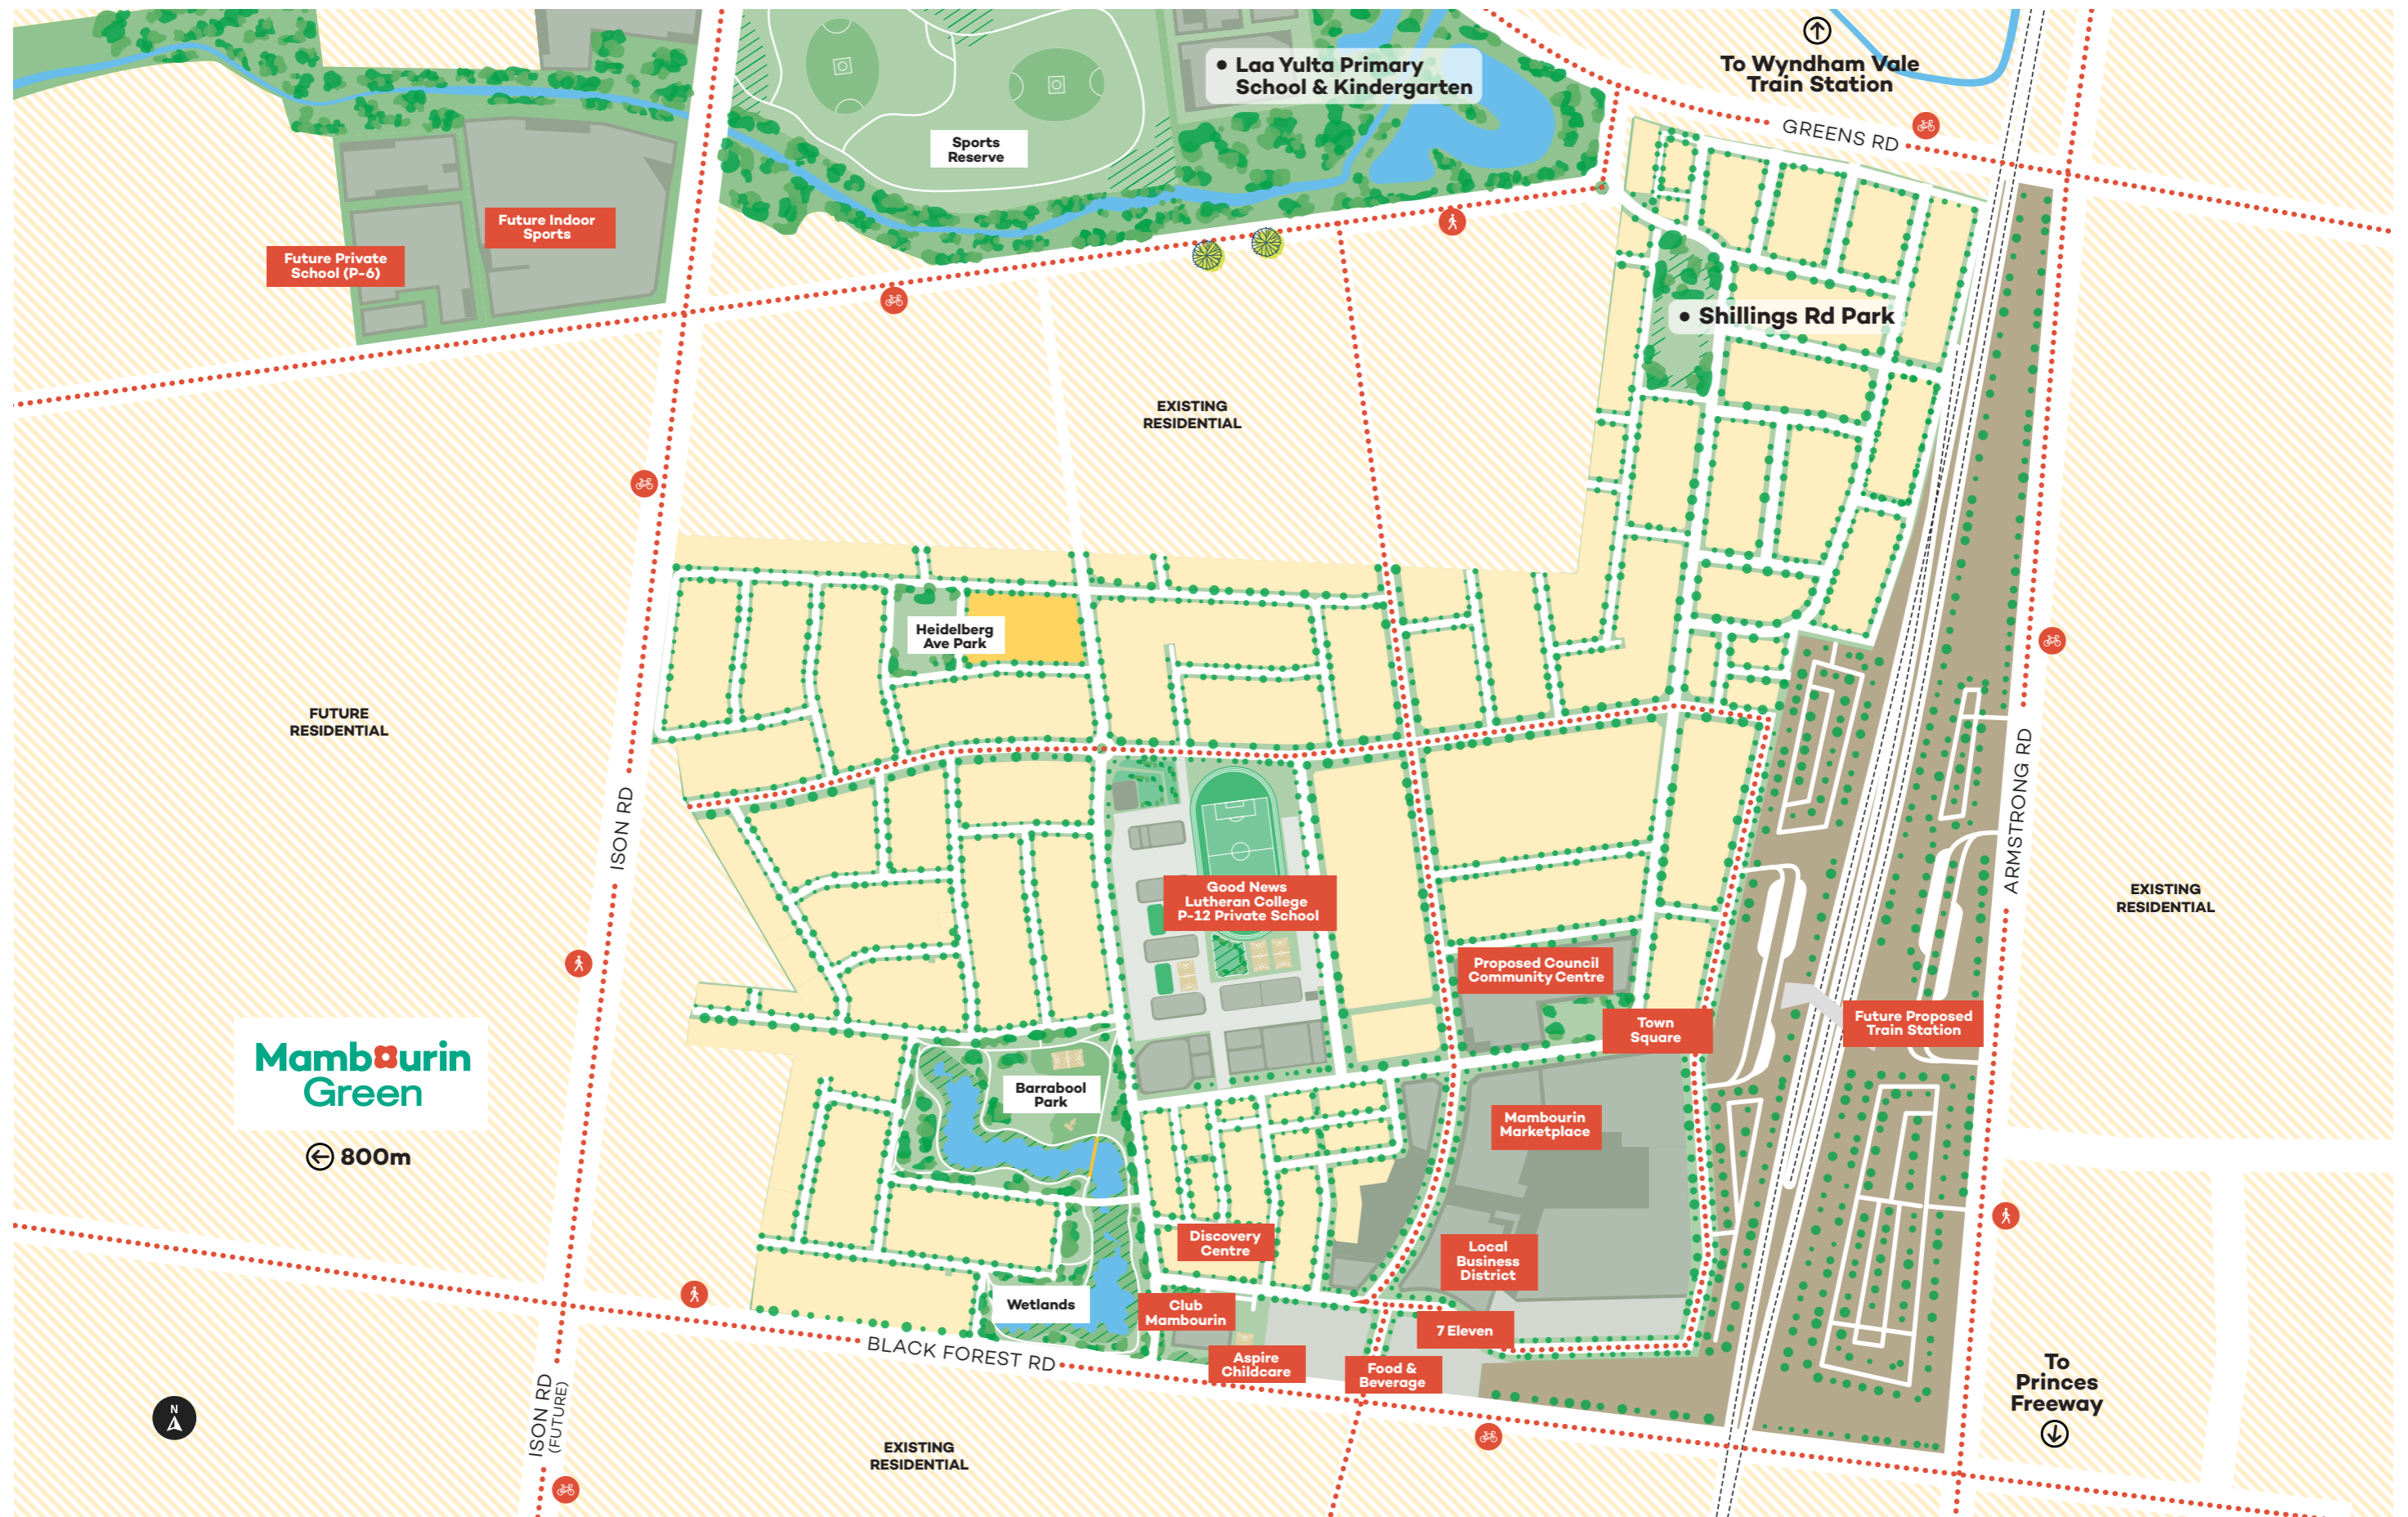 To Wyndham Vale
Train Station
Laa Yulta Primary
School & Kindergarten
GREENS RD
Sports
Reserve
Future Indoor
Sports
Future Private
School (P-6)
Shillings Rd Park
EXISTING
RESIDENTIAL
Heidelberg
Ave Park
FUTURE
RESIDENTIAL
ISON RD
ARMSTRONG RD
Good News
Lutheran College
P-12 Private School
EXISTING
RESIDENTIAL
Proposed Council
Community Centre
Town
Square
Future Proposed
Train Station
Mambourin
Green
800m
Barrabool
Park
Mambourin
Marketplace
Discovery
Centre
Local
Business
District
Wetlands
Club
Mambourin
7 Eleven
BLACK FOREST RD
Aspire
Childcare
Food &
Beverage
To
Princes
Freeway
N
ISON RD
(FUTURE)
EXISTING
RESIDENTIAL